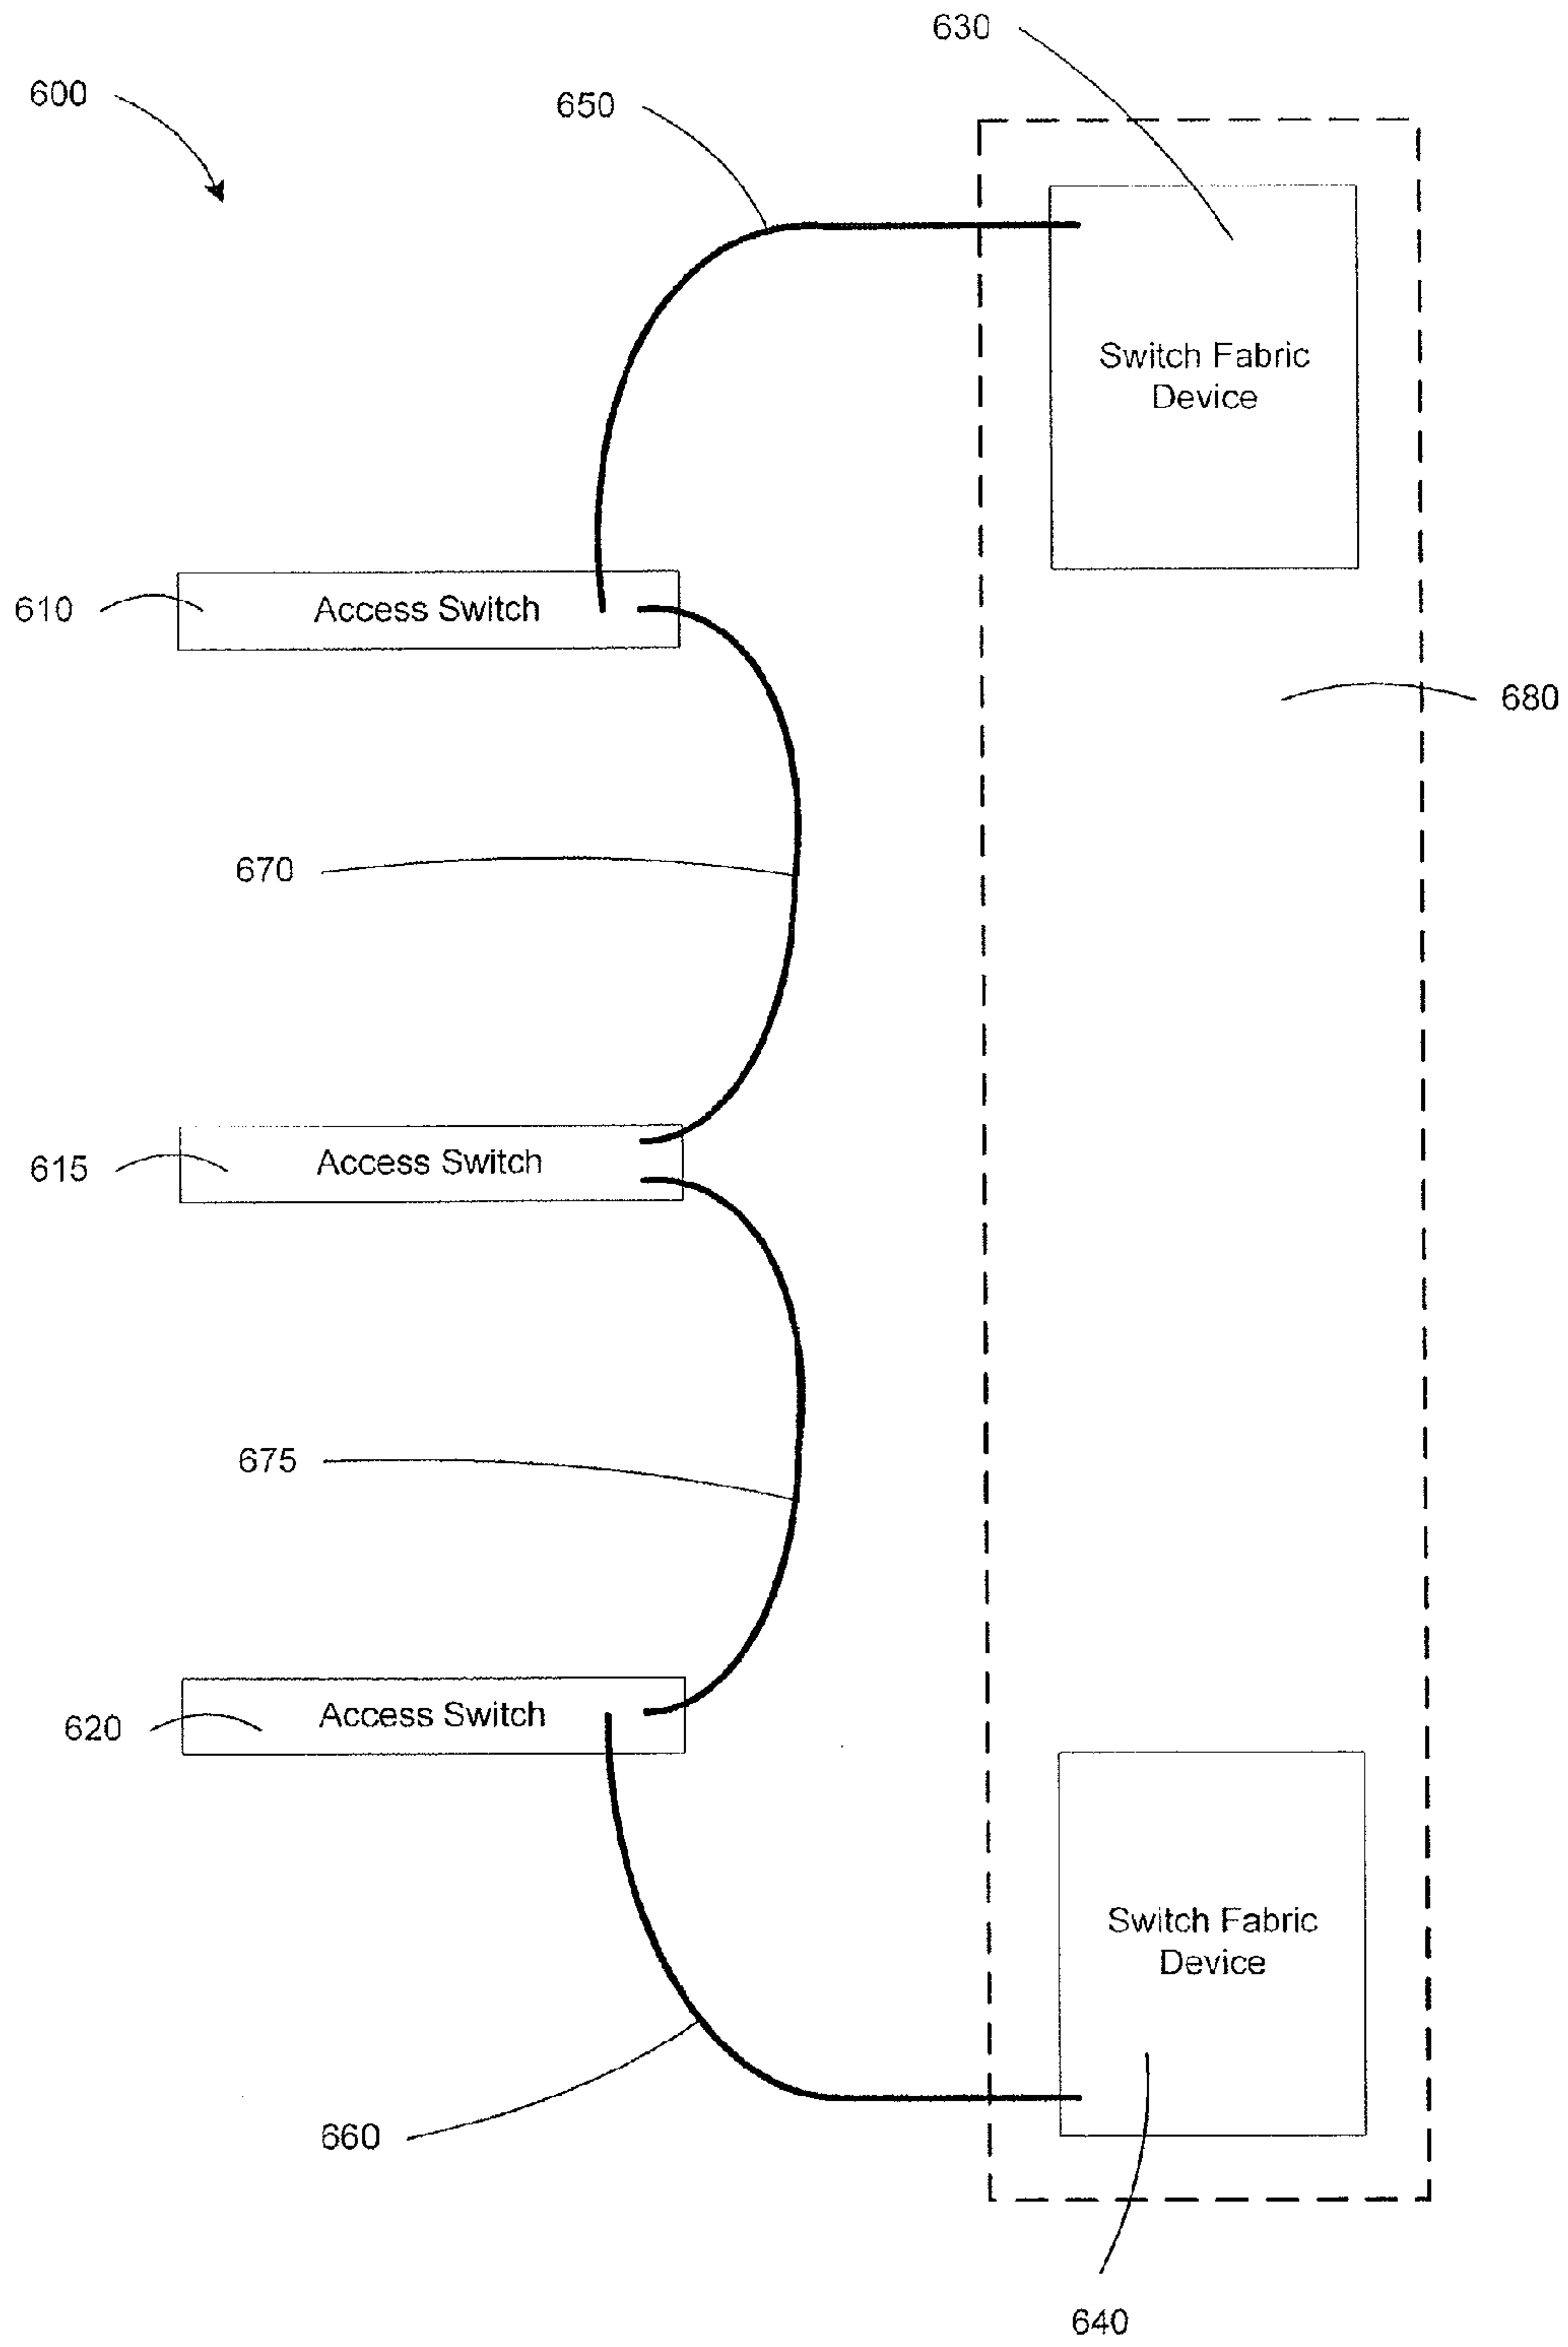 630
600
650
Switch Fabric
Device
610
Access Switch
680
670
615
Access Switch
675
620
Access Switch
Switch Fabric
Device
660
640